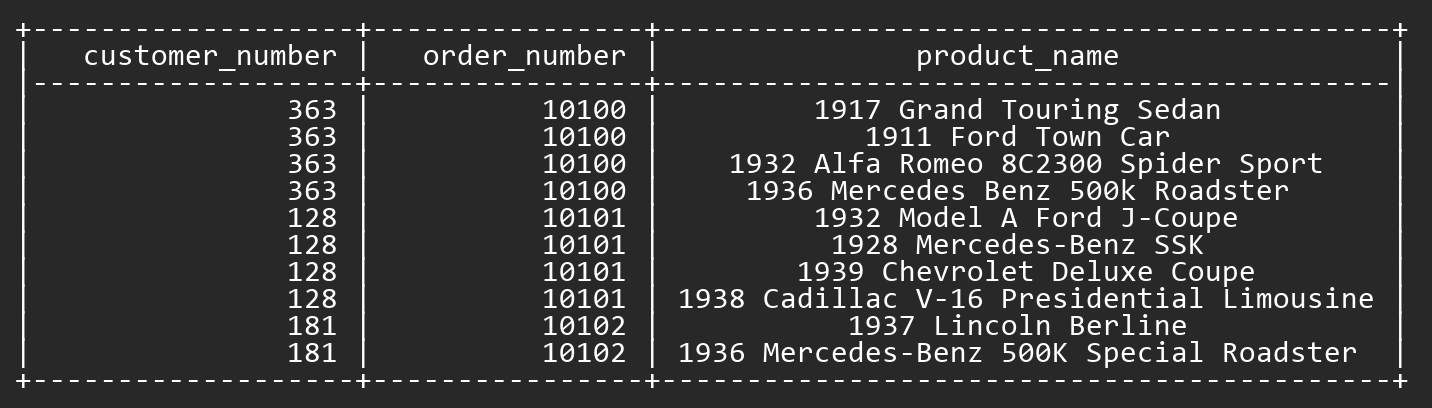 +-------------------+----------------+-------------------------------------------+
|   customer_number |   order_number |               product_name                |
|-------------------+----------------+-------------------------------------------|
|               363 |          10100 |         1917 Grand Touring Sedan          |
|               363 |          10100 |            1911 Ford Town Car             |
|               363 |          10100 |    1932 Alfa Romeo 8C2300 Spider Sport    |
|               363 |          10100 |     1936 Mercedes Benz 500k Roadster      |
|               128 |          10101 |         1932 Model A Ford J-Coupe         |
|               128 |          10101 |          1928 Mercedes-Benz SSK           |
|               128 |          10101 |        1939 Chevrolet Deluxe Coupe        |
|               128 |          10101 | 1938 Cadillac V-16 Presidential Limousine |
|               181 |          10102 |           1937 Lincoln Berline            |
|               181 |          10102 | 1936 Mercedes-Benz 500K Special Roadster  |
+-------------------+----------------+-------------------------------------------+